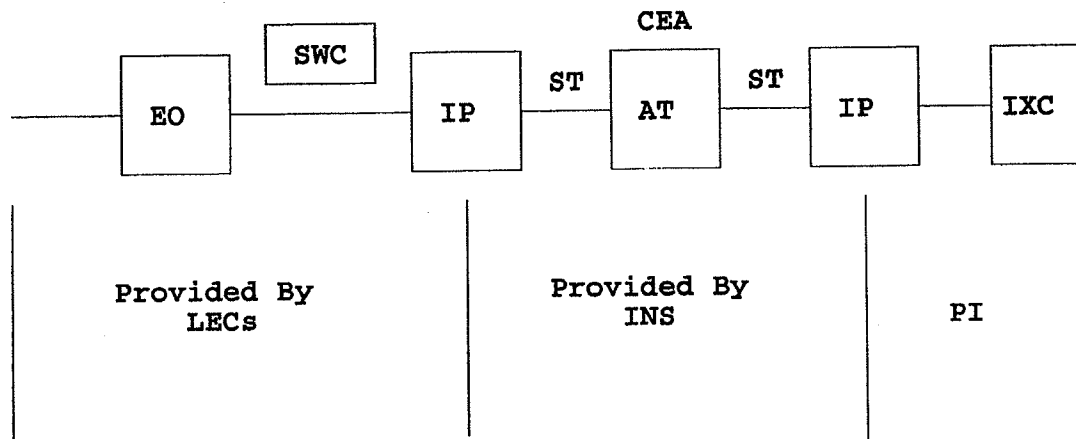 CEA
SWC
ST
ST
EO
IP
AT
IP
IXC
Provided By
LECs
Provided By
INS
PI